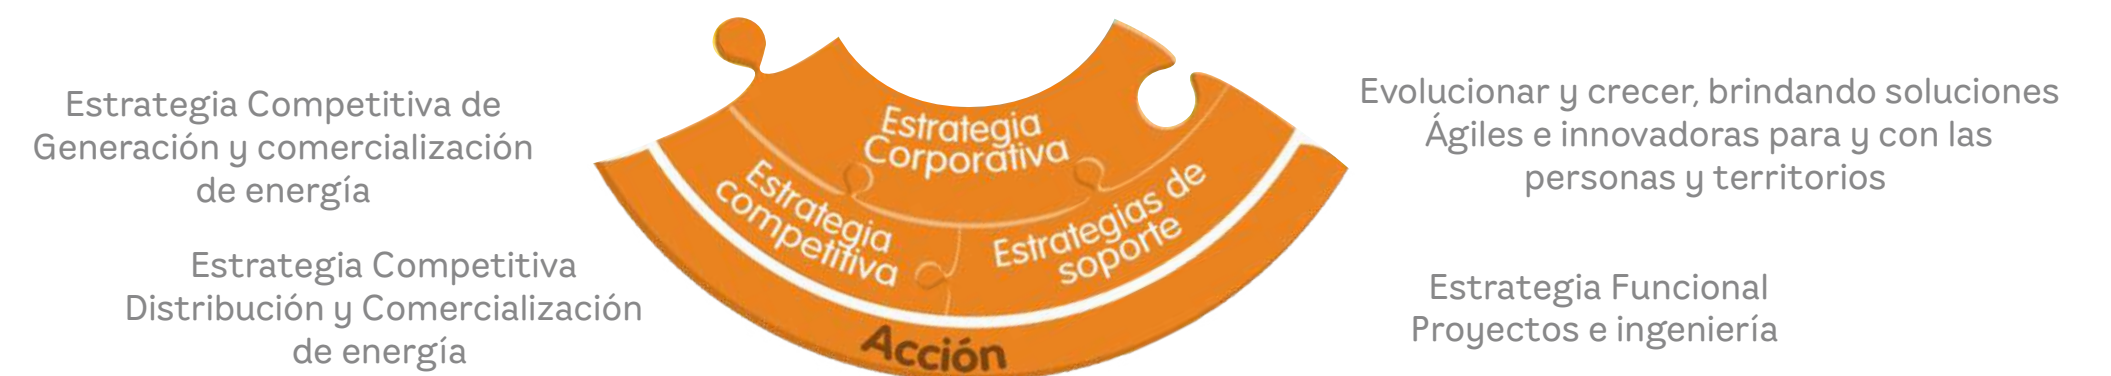 Estrategia Competitiva de
Generación y comercialización
de energía
Estrategia Competitiva
Distribución y Comercialización
de energía
Estrategia
Corporativa
Estrategia
competitiva
Estrategias de
soporte
Acción
Evolucionar y crecer, brindando soluciones
Ágiles e innovadoras para y con las
personas y territorios
Estrategia Funcional
Proyectos e ingeniería